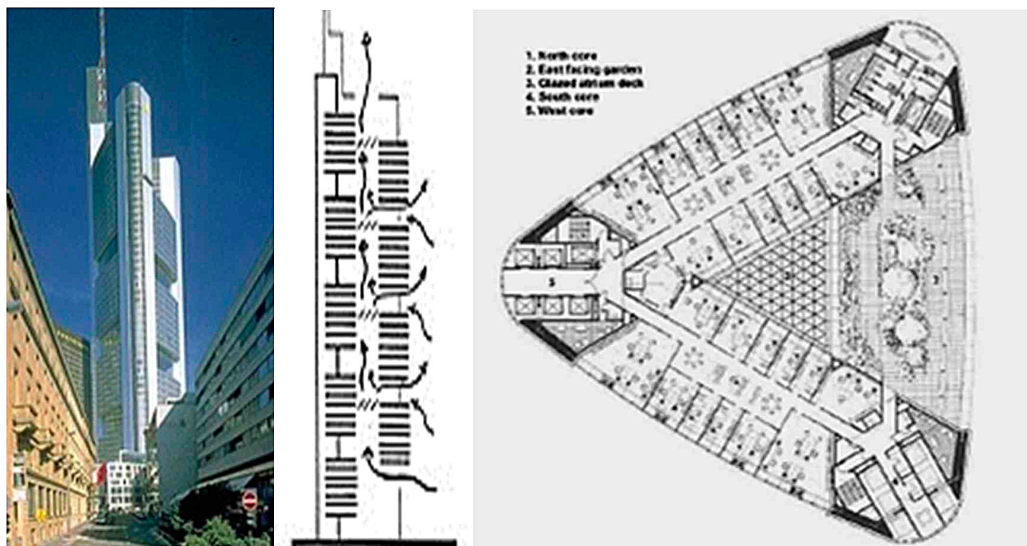 1. North core
2. East facing garden
3. Glazed atrium deck
4. South core
5. West core